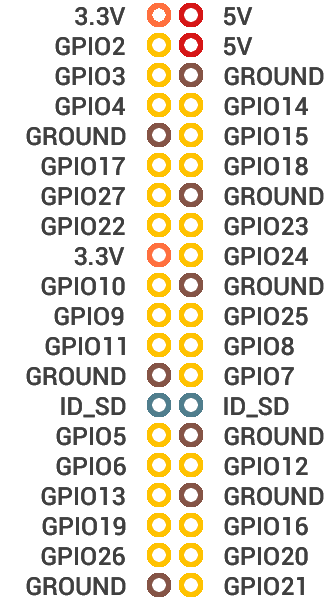 3.3V 5V
GPIO2 5V
GPIO3 GROUND
GPIO4 GPIO14
GROUND GPIO15
GPIO17 GPIO18
GPIO27 GROUND
GPIO22 GPIO23
3.3V GPIO24
GPIO10 GROUND
GPIO9 GPIO25
GPIO11 GPIO8
GROUND GPIO7
ID_SD ID_SD
GPIO5 GROUND
GPIO6 GPIO12
GPIO13 GROUND
GPIO19 GPIO16
GPIO26 GPIO20
GROUND GPIO21